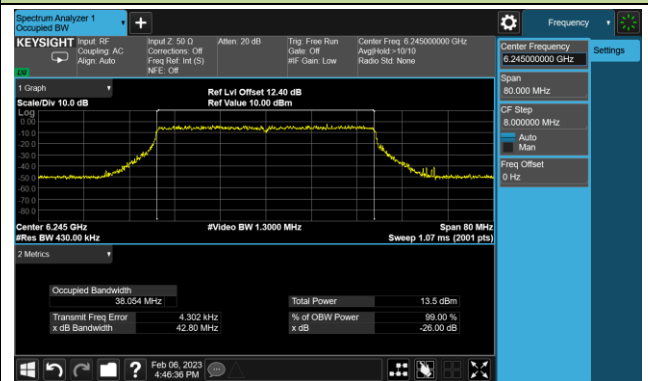 Spectrum Analyzer 1
Occupied BW
Frequency
KEYSIGHT
Input: RF
Coupling: AC
Align: Auto
Input Z: 50 Ω
Corrections: Off
Freq Ref: Int (S)
NFE: Off
Atten: 20 dB
Trig: Free Run
Gate: Off
#IF Gain: Low
Center Freq: 6.245000000 GHz
Avg|Hold:>10/10
Radio Std: None
Center Frequency
6.245000000 GHz
Settings
Span
80.000 MHz
CF Step
8.000000 MHz
Auto
Man
Freq Offset
0 Hz
1 Graph
Scale/Div 10.0 dB
Ref Lvl Offset 12.40 dB
Ref Value 10.00 dBm
Log
0.00
-10.0
-20.0
-30.0
-40.0
-50.0
-60.0
-70.0
-80.0
Center 6.245 GHz
#Res BW 430.00 kHz
#Video BW 1.3000 MHz
Span 80 MHz
Sweep 1.07 ms (2001 pts)
2 Metrics
Occupied Bandwidth
38.054 MHz
Total Power
13.5 dBm
Transmit Freq Error
4.302 kHz
% of OBW Power
99.00 %
x dB Bandwidth
42.80 MHz
x dB
-26.00 dB
?
Feb 06, 2023
4:46:36 PM